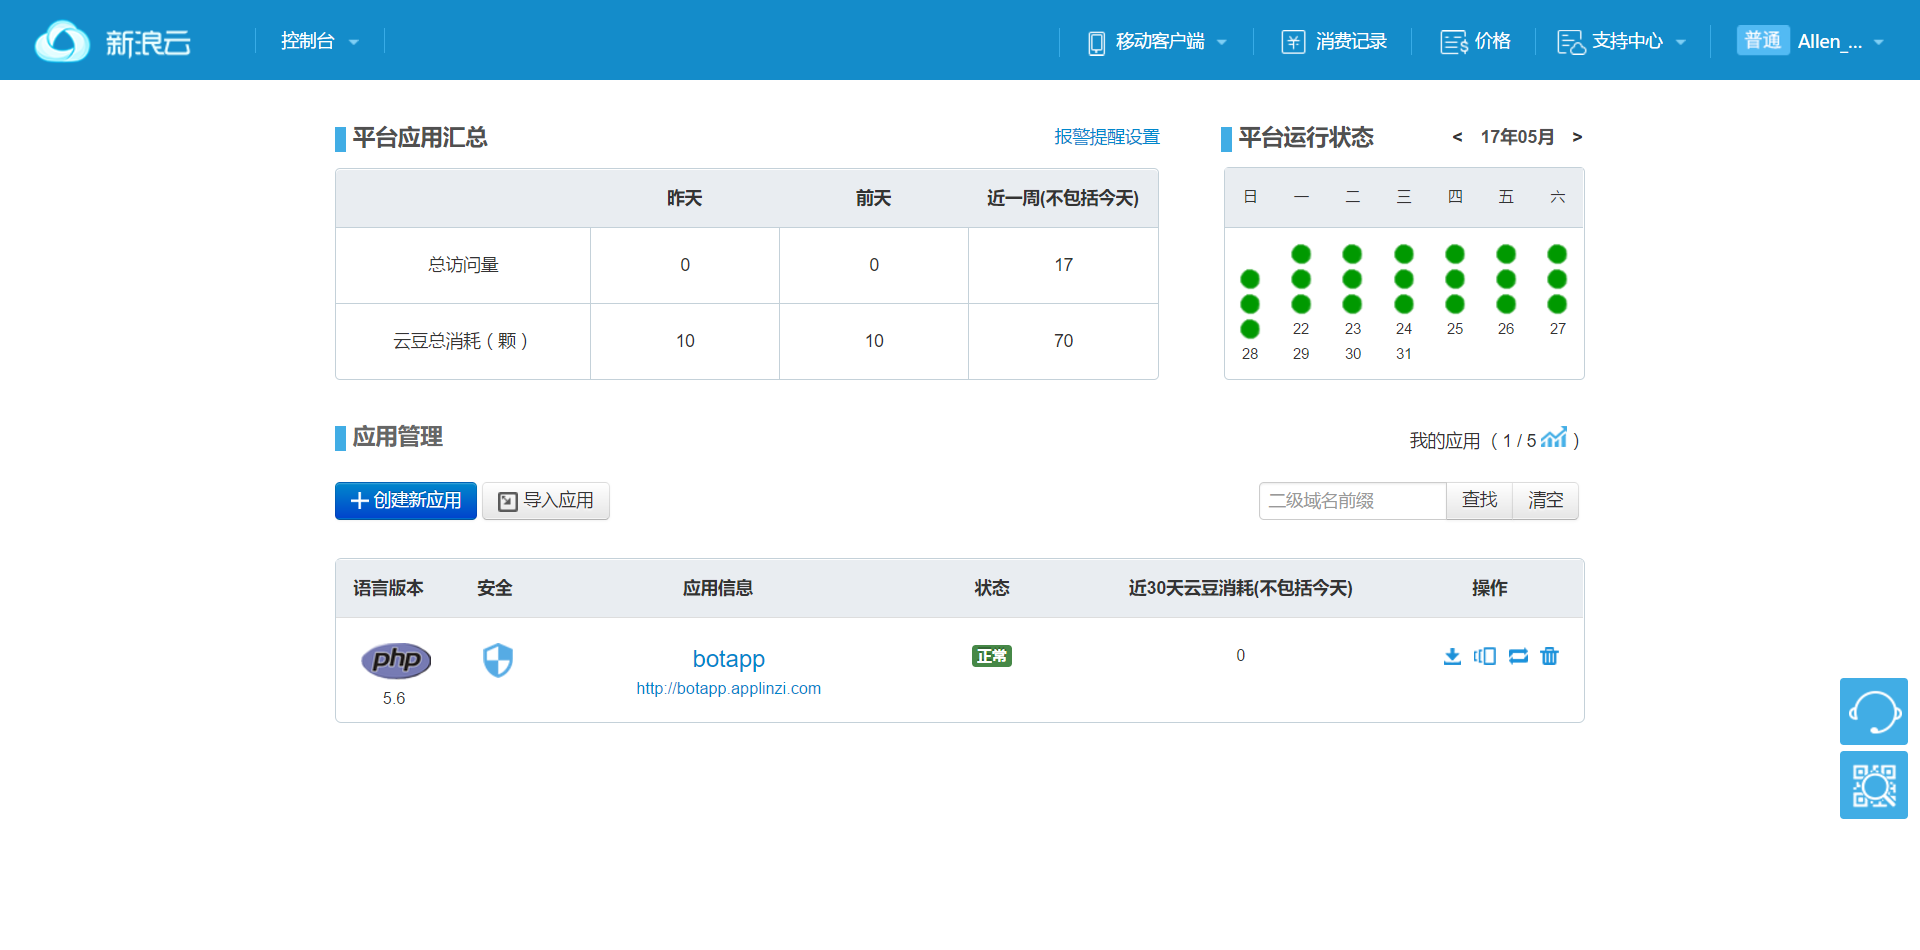 新浪云
控制台
移动客户端
消费记录
价格
支持中心
普通 Allen_...
平台应用汇总
报警提醒设置
昨天 前天 近一周(不包括今天)
总访问量 0 0 17
云豆总消耗（颗） 10 10 70
平台运行状态
< 17年05月 >
日 一 二 三 四 五 六
22 23 24 25 26 27
28 29 30 31
应用管理
我的应用（1 / 5 ）
创建新应用 导入应用
二级域名前缀 查找 清空
语言版本 安全 应用信息 状态 近30天云豆消耗(不包括今天) 操作
php botapp 正常 0
http://botapp.applinzi.com
5.6